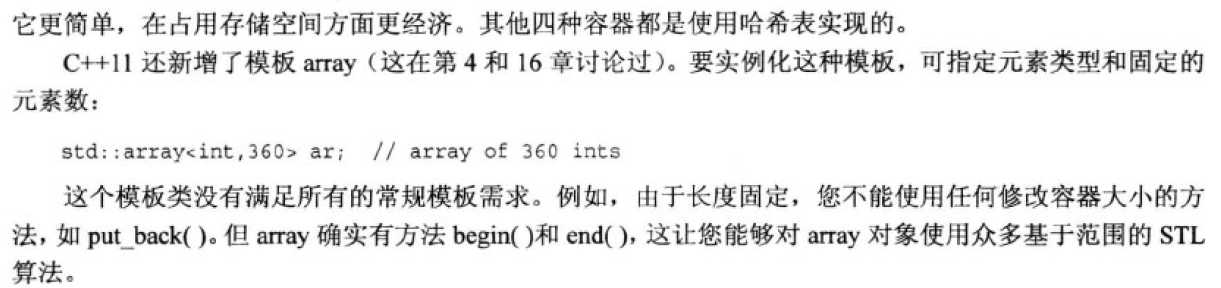 它更简单，在占用存储空间方面更经济。其他四种容器都是使用哈希表实现的。
C++11 还新增了模板 array（这在第 4 和 16 章讨论过）。要实例化这种模板，可指定元素类型和固定的
元素数：
std::array<int,360> ar;  // array of 360 ints
这个模板类没有满足所有的常规模板需求。例如，由于长度固定，您不能使用任何修改容器大小的方
法，如 put_back( )。但 array 确实有方法 begin( )和 end( )，这让您能够对 array 对象使用众多基于范围的 STL
算法。